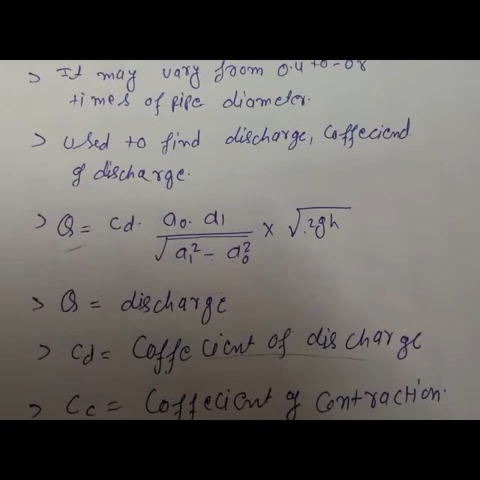 > It may vary from 0.4 to 0.8
times of pipe diameter.
> used to find discharge, Coffeciend
of discharge.
> Q = Cd. a0. a1 / √a1² - a0² × √.2gh
> Q = discharge
> Cd = Coffecient of discharge
> Cc = Coffecient of Contraction.